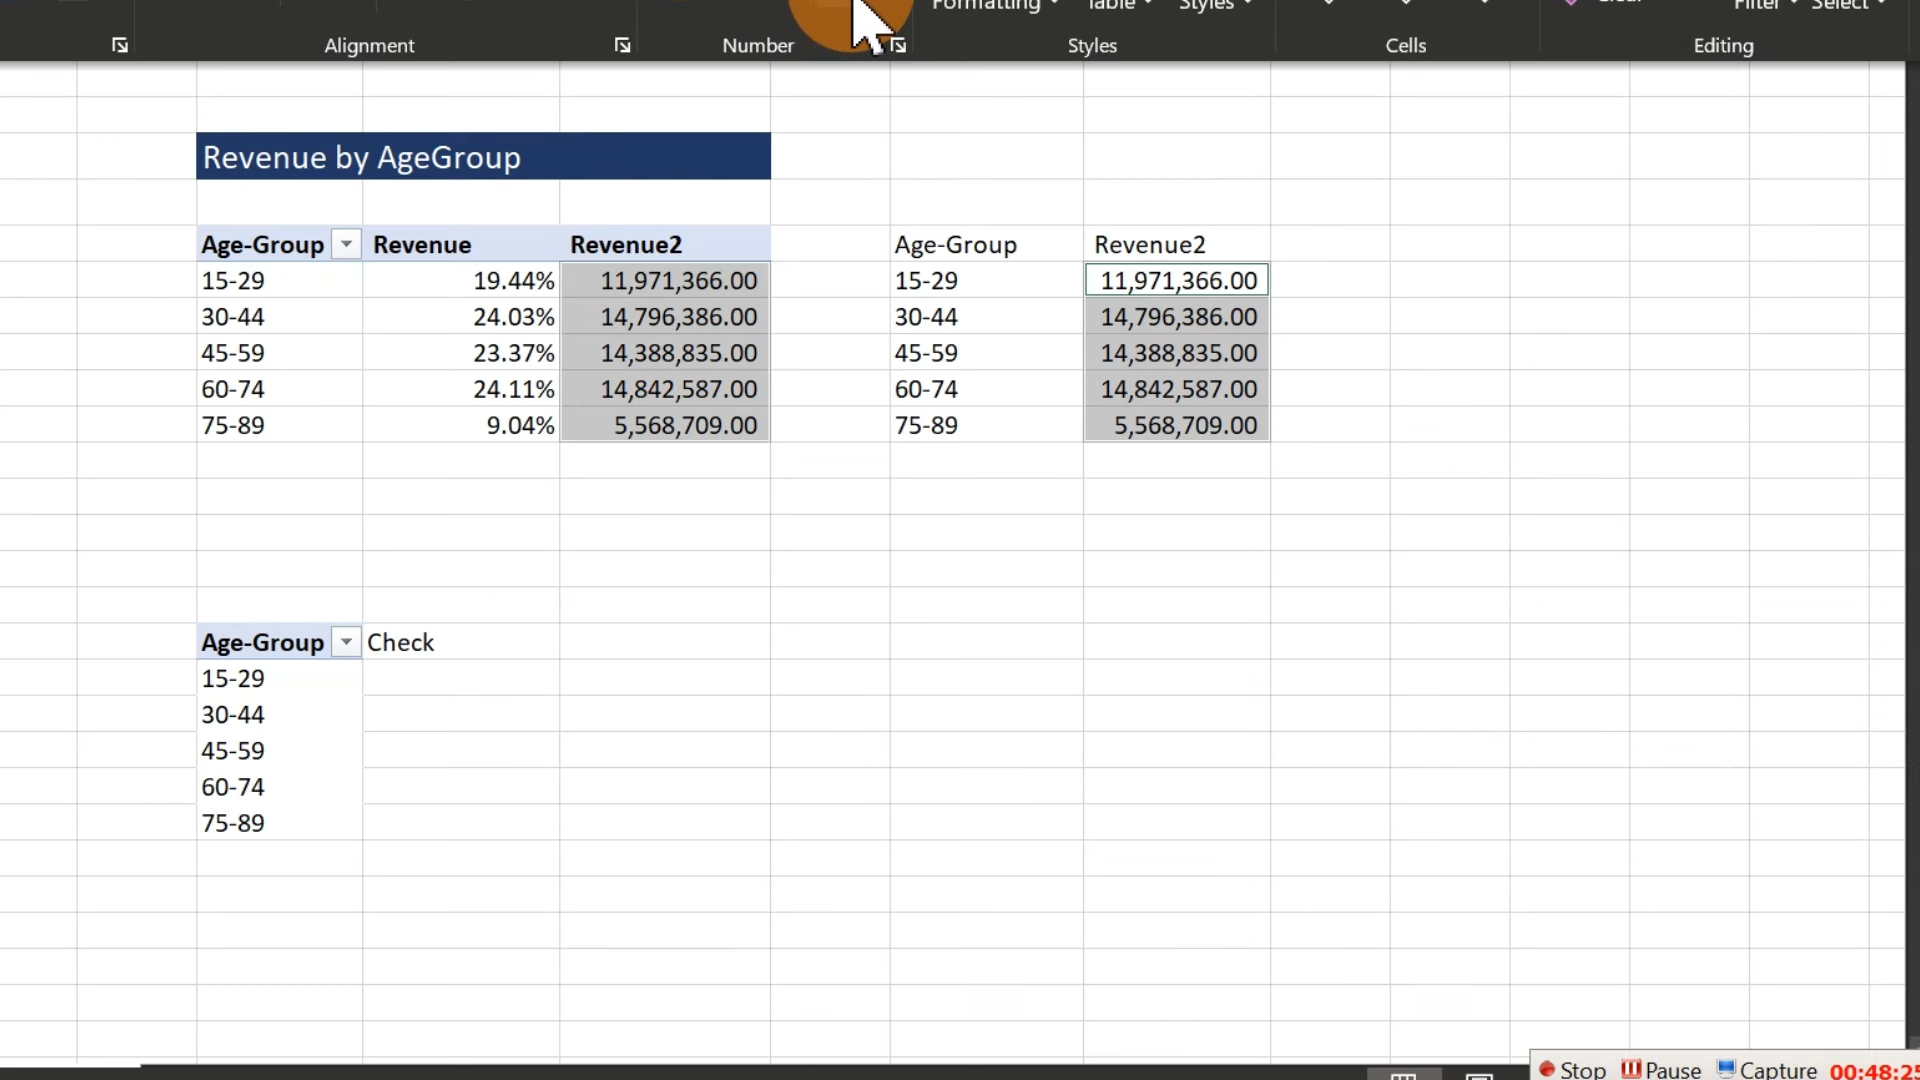 Formatting Table Styles Clear Filter Select
Alignment Number Styles Cells Editing
Revenue by AgeGroup
Age-Group Revenue Revenue2 Age-Group Revenue2
15-29 19.44% 11,971,366.00 15-29 11,971,366.00
30-44 24.03% 14,796,386.00 30-44 14,796,386.00
45-59 23.37% 14,388,835.00 45-59 14,388,835.00
60-74 24.11% 14,842,587.00 60-74 14,842,587.00
75-89 9.04% 5,568,709.00 75-89 5,568,709.00
Age-Group Check
15-29
30-44
45-59
60-74
75-89
Stop Pause Capture 00:48:25